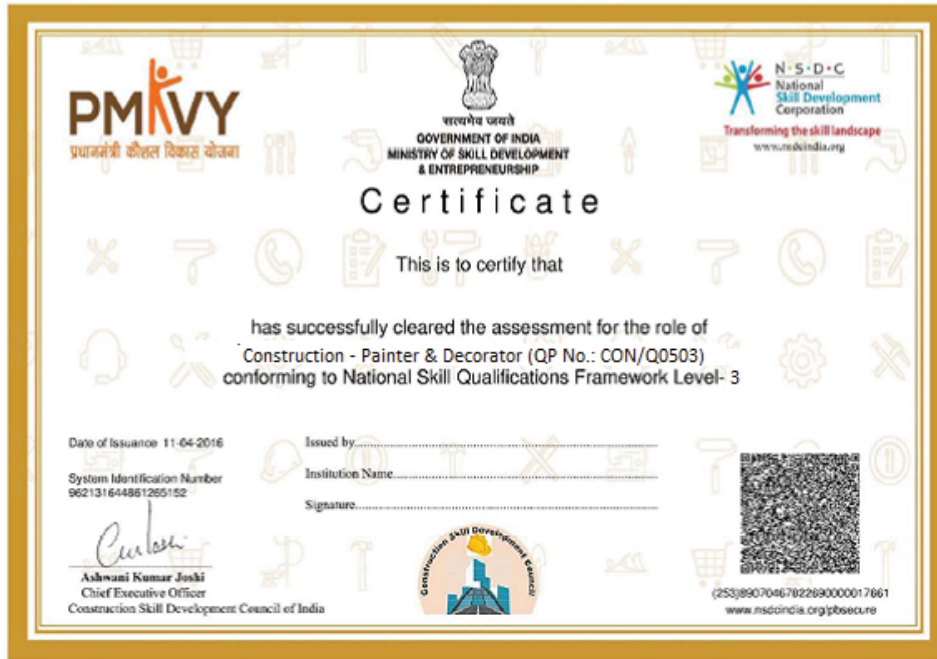 PMKVY
प्रधानमंत्री कौशल विकास योजना
सत्यमेव जयते
GOVERNMENT OF INDIA
MINISTRY OF SKILL DEVELOPMENT
& ENTREPRENEURSHIP
N·S·D·C
National
Skill Development
Corporation
Transforming the skill landscape
www.nsdcindia.org
Certificate
This is to certify that
has successfully cleared the assessment for the role of
Construction - Painter & Decorator (QP No.: CON/Q0503)
conforming to National Skill Qualifications Framework Level- 3
Date of Issuance 11-04-2016
System Identification Number
962131644861265152
Issued by
Institution Name
Signature
Ashwani Kumar Joshi
Chief Executive Officer
Construction Skill Development Council of India
Construction Skill Development Council
(253)89070467022690000017661
www.nsdcindia.org/pbsecure